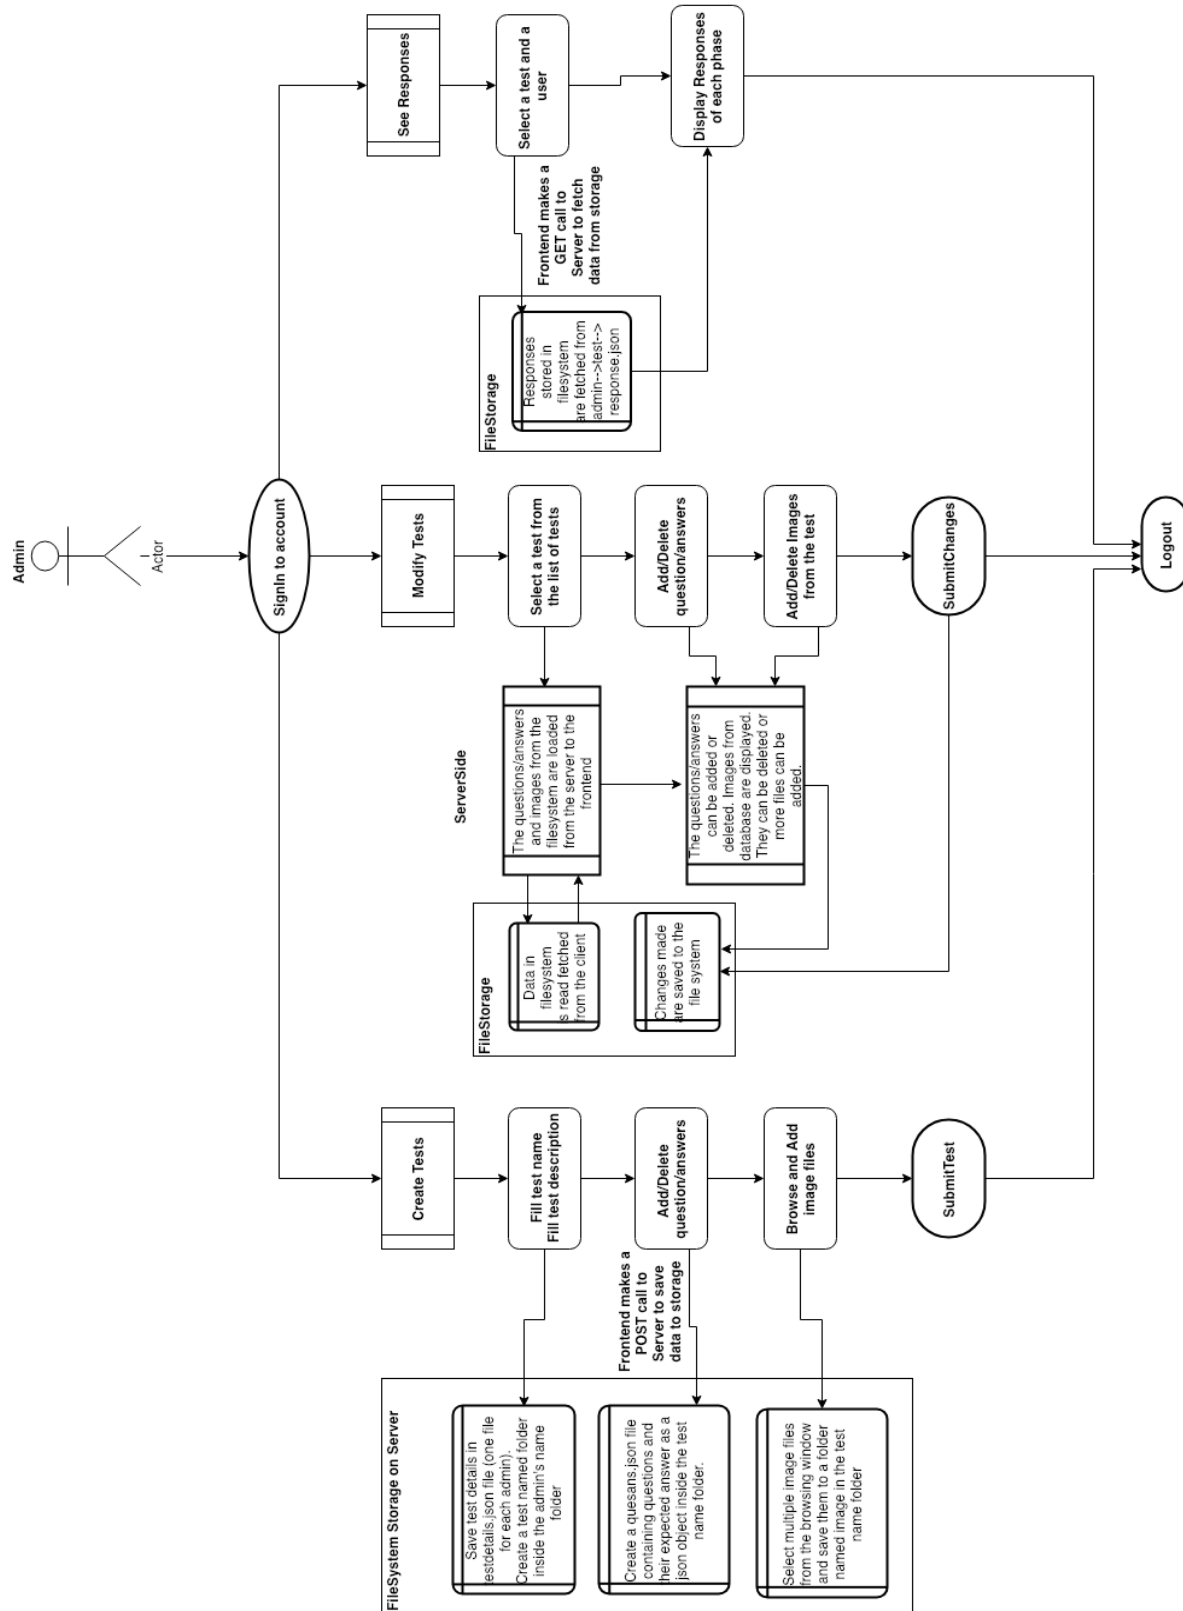 Admin
Actor
SignIn to account
Create Tests
Fill test name
Fill test description
Add/Delete
question/answers
Browse and Add
image files
SubmitTest
Frontend makes a
POST call to
Server to save
data to storage
FileSystem Storage on Server
Save test details in
testdetails.json file (one file
for each admin).
Create a test named folder
inside the admin's name
folder
Create a quesans.json file
containing questions and
their expected answer as a
json object inside the test
name folder.
Select multiple image files
from the browsing window
and save them to a folder
named image in the test
name folder
Modify Tests
Select a test from
the list of tests
Add/Delete
question/answers
Add/Delete Images
from the test
SubmitChanges
ServerSide
The questions/answers
and images from the
filesystem are loaded
from the server to the
frontend
The questions/answers
can be added or
deleted. Images from
database are displayed.
They can be deleted or
more files can be
added.
FileStorage
Data in
filesystem
is read fetched
from the client
Changes made
are saved to the
file system
See Responses
Select a test and a
user
Display Responses
of each phase
Frontend makes a
GET call to
Server to fetch
data from storage
FileStorage
Responses
stored in
filesystem
are fetched from
admin-->test-->
response.json
Logout